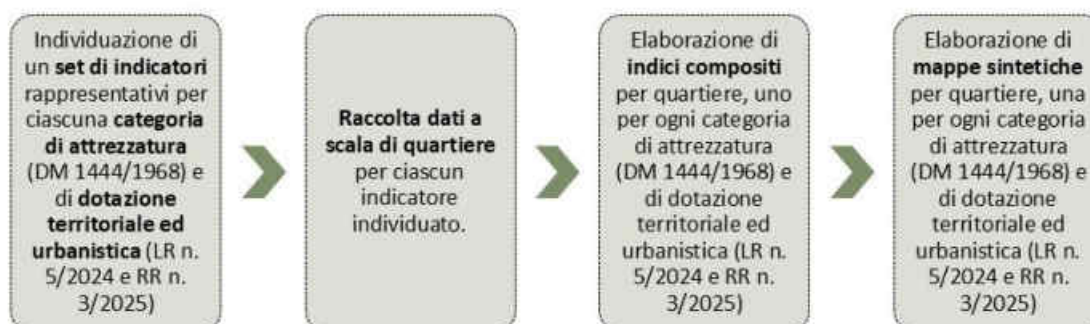 Individuazione di
un set di indicatori
rappresentativi per
ciascuna categoria
di attrezzatura
(DM 1444/1968) e
di dotazione
territoriale ed
urbanistica (LR n.
5/2024 e RR n.
3/2025)
Raccolta dati a
scala di quartiere
per ciascun
indicatore
individuato.
Elaborazione di
indici compositi
per quartiere, uno
per ogni categoria
di attrezzatura
(DM 1444/1968) e
di dotazione
territoriale ed
urbanistica (LR n.
5/2024 e RR n.
3/2025)
Elaborazione di
mappe sintetiche
per quartiere, una
per ogni categoria
di attrezzatura
(DM 1444/1968) e
di dotazione
territoriale ed
urbanistica (LR n.
5/2024 e RR n.
3/2025)